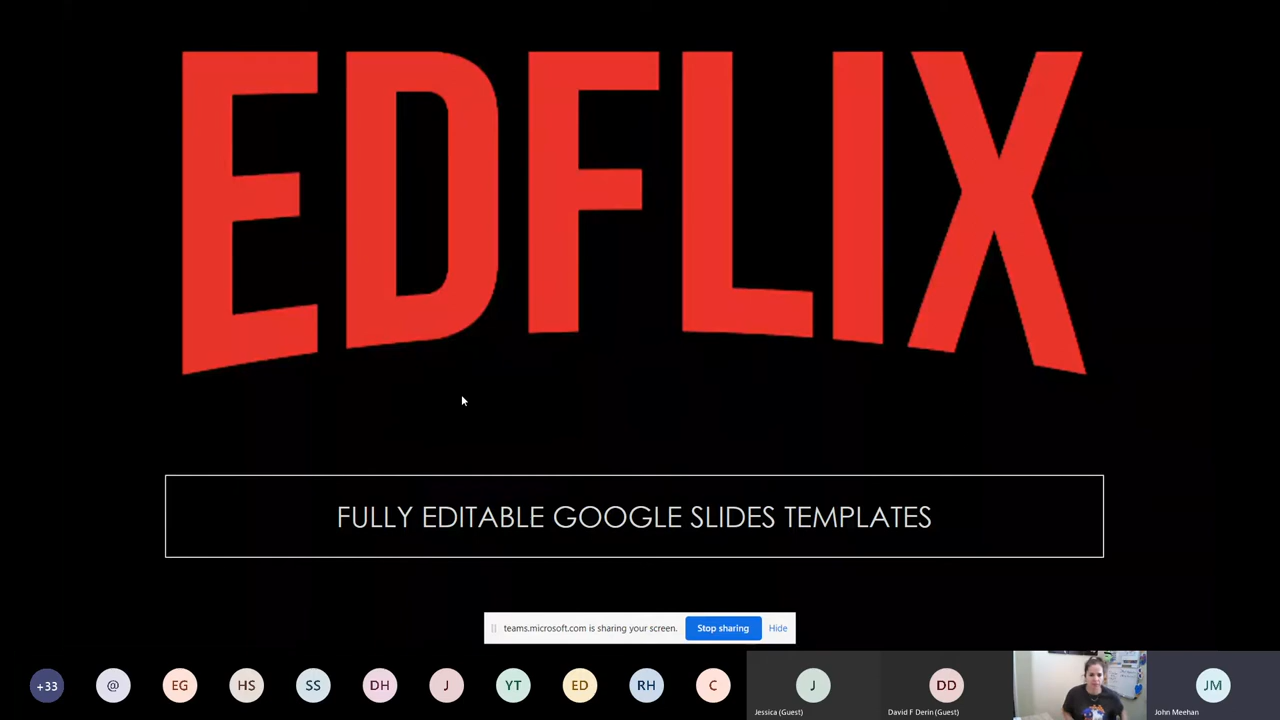 EDFLIX
FULLY EDITABLE GOOGLE SLIDES TEMPLATES
teams.microsoft.com is sharing your screen. Stop sharing Hide
+33 @ EG HS SS DH J YT ED RH C J DD JM
Jessica (Guest) David F Derin (Guest) John Meehan